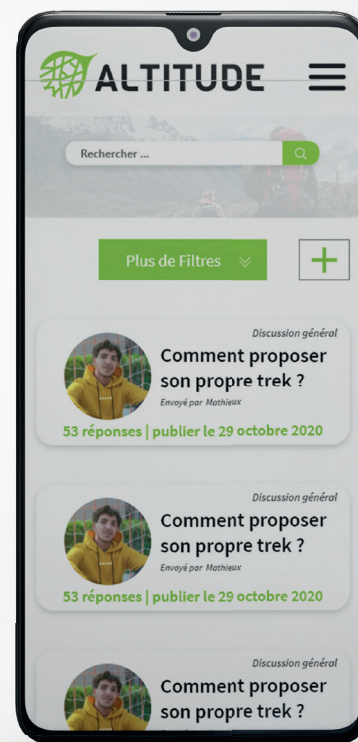 ALTITUDE
Rechercher ...
Plus de Filtres
Discussion général
Comment proposer
son propre trek ?
Envoyé par Mathieux
53 réponses | publier le 29 octobre 2020
Discussion général
Comment proposer
son propre trek ?
Envoyé par Mathieux
53 réponses | publier le 29 octobre 2020
Discussion général
Comment proposer
son propre trek ?